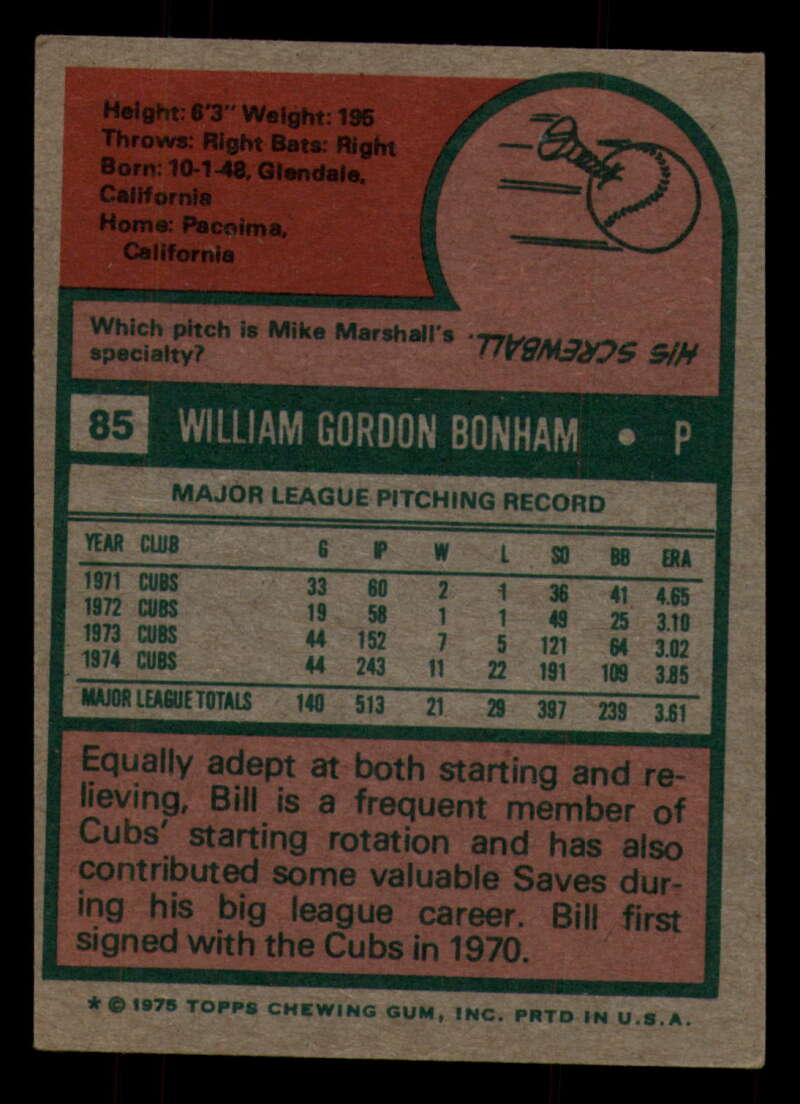 Height: 6'3" Weight: 195
Throws: Right Bats: Right
Born: 10-1-48, Glendale,
California
Home: Pacoima,
California
Which pitch is Mike Marshall's
specialty?
HIS SCREWBALL.
85 WILLIAM GORDON BONHAM • P
MAJOR LEAGUE PITCHING RECORD
YEAR CLUB G IP W L SO BB ERA
1971 CUBS 33 60 2 1 36 41 4.65
1972 CUBS 19 58 1 1 49 25 3.10
1973 CUBS 44 152 7 5 121 64 3.02
1974 CUBS 44 243 11 22 191 109 3.85
MAJOR LEAGUE TOTALS 140 513 21 29 397 239 3.61
Equally adept at both starting and re-
lieving, Bill is a frequent member of
Cubs' starting rotation and has also
contributed some valuable Saves dur-
ing his big league career. Bill first
signed with the Cubs in 1970.
* © 1975 TOPPS CHEWING GUM, INC. PRTD IN U.S.A.